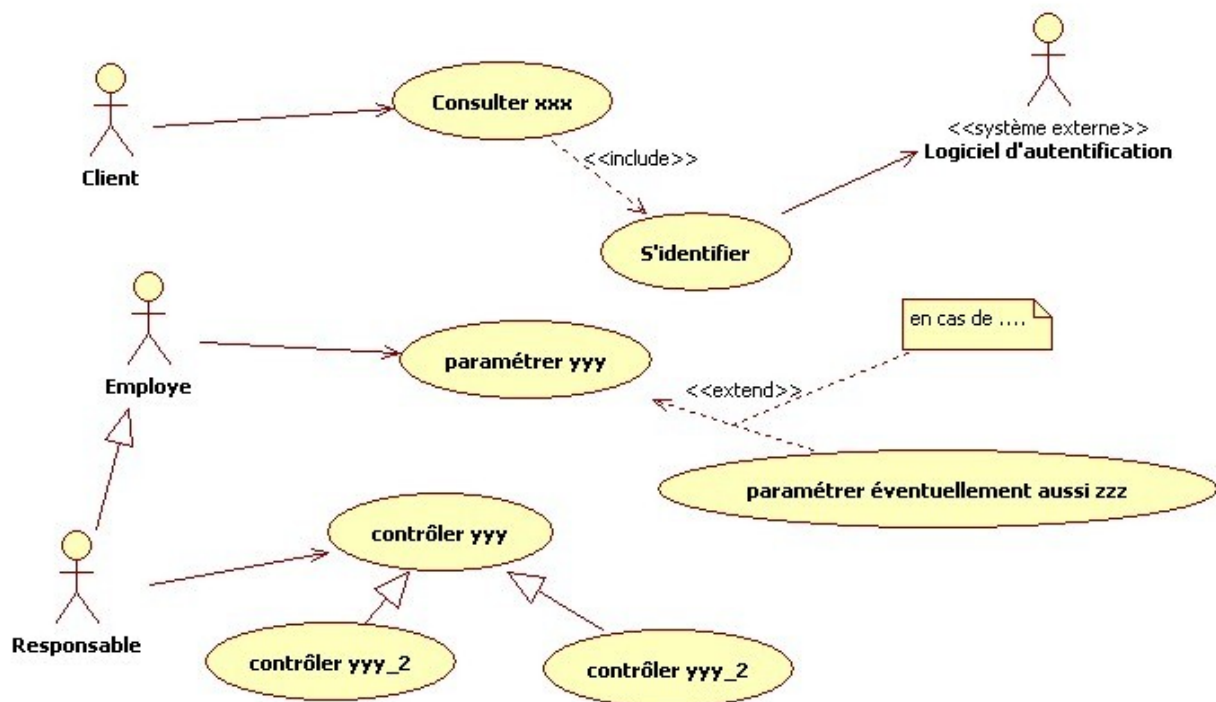 Consulter xxx
Client
<<include>>
<<système externe>>
Logiciel d'autentification
S'identifier
Employe
paramétrer yyy
en cas de ....
<<extend>>
paramétrer éventuellement aussi zzz
contrôler yyy
Responsable
contrôler yyy_2
contrôler yyy_2